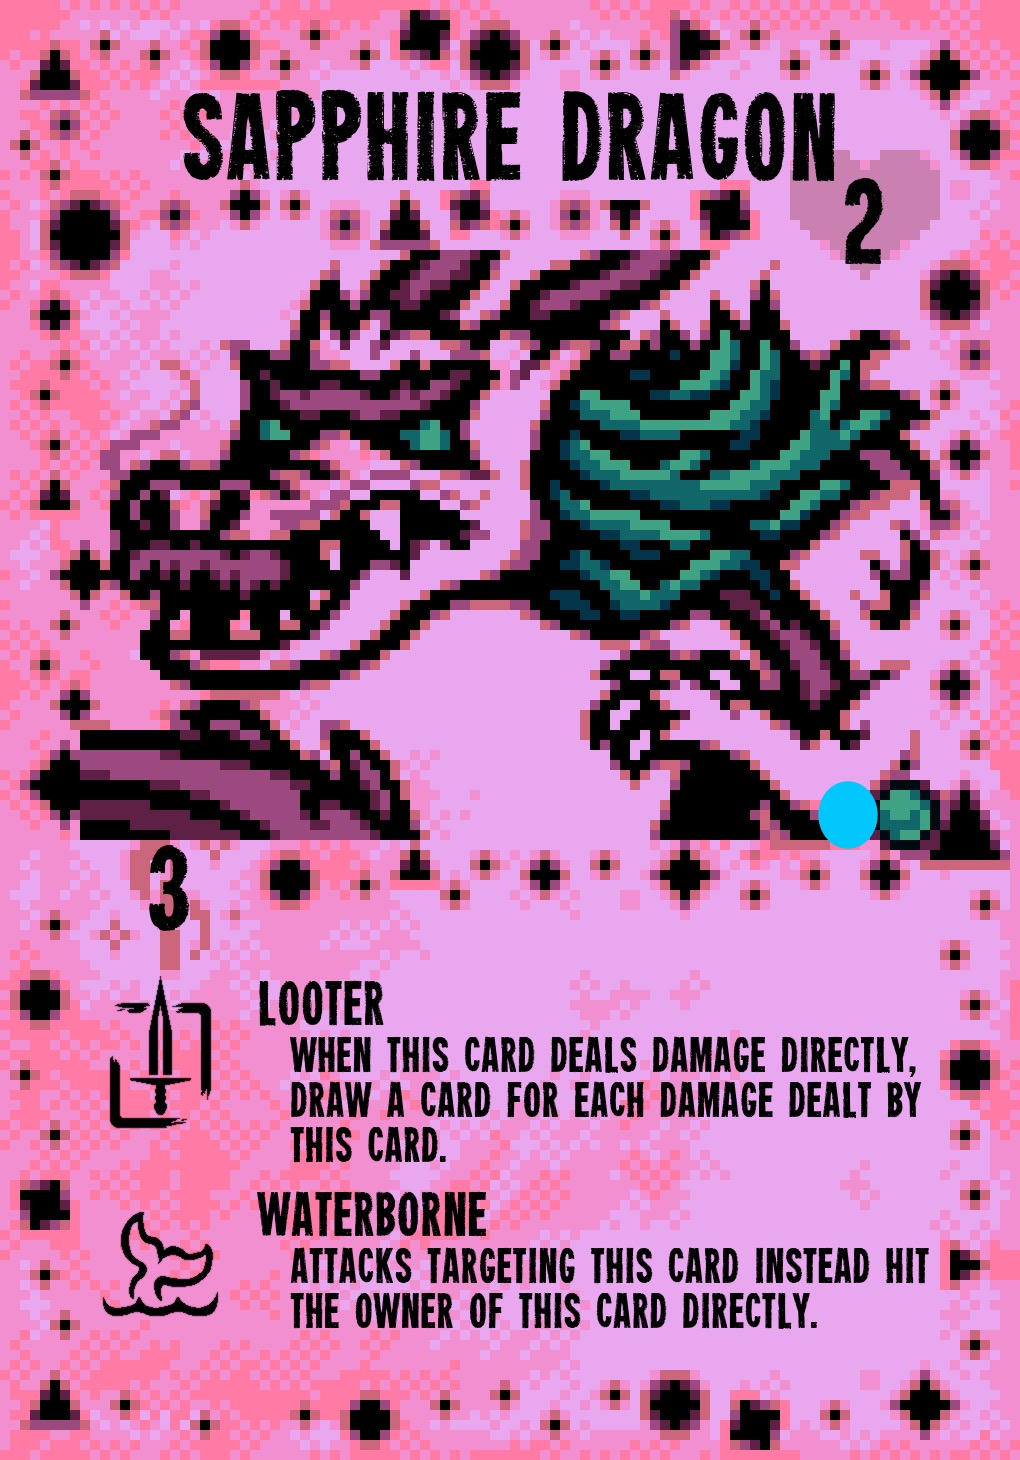 SAPPHIRE DRAGON
2
3
LOOTER
WHEN THIS CARD DEALS DAMAGE DIRECTLY,
DRAW A CARD FOR EACH DAMAGE DEALT BY
THIS CARD.
WATERBORNE
ATTACKS TARGETING THIS CARD INSTEAD HIT
THE OWNER OF THIS CARD DIRECTLY.